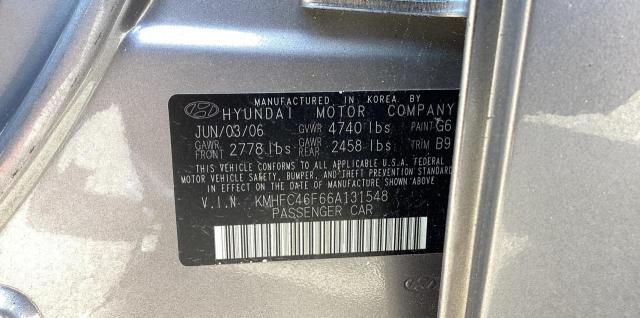 MANUFACTURED IN KOREA BY
HYUNDAI MOTOR COMPANY
JUN/03/06 GVWR 4740 lbs PAINT G6
GAWR FRONT 2778 lbs GAWR REAR 2458 lbs TRIM B9
THIS VEHICLE CONFORMS TO ALL APPLICABLE U.S.A. FEDERAL
MOTOR VEHICLE SAFETY, BUMPER, AND THEFT PREVENTION STANDARD
IN EFFECT ON THE DATE OF MANUFACTURE SHOWN ABOVE.
V.I.N. KMHFC46F66A131548
PASSENGER CAR